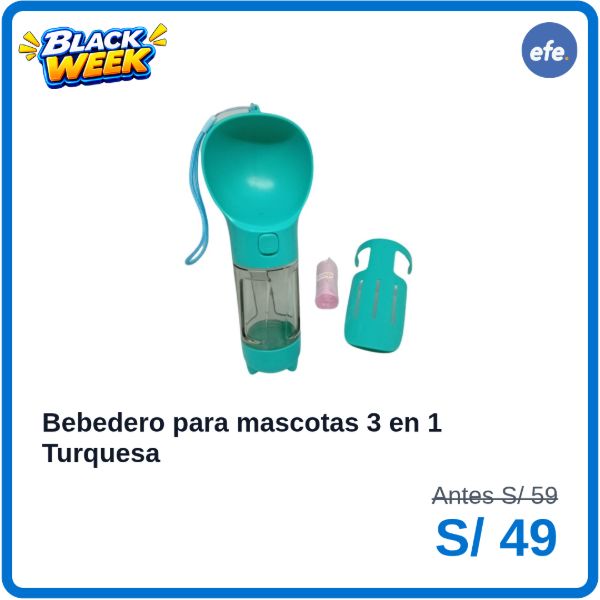 BLACK
WEEK
efe.
Bebedero para mascotas 3 en 1
Turquesa
Antes S/ 59
S/ 49